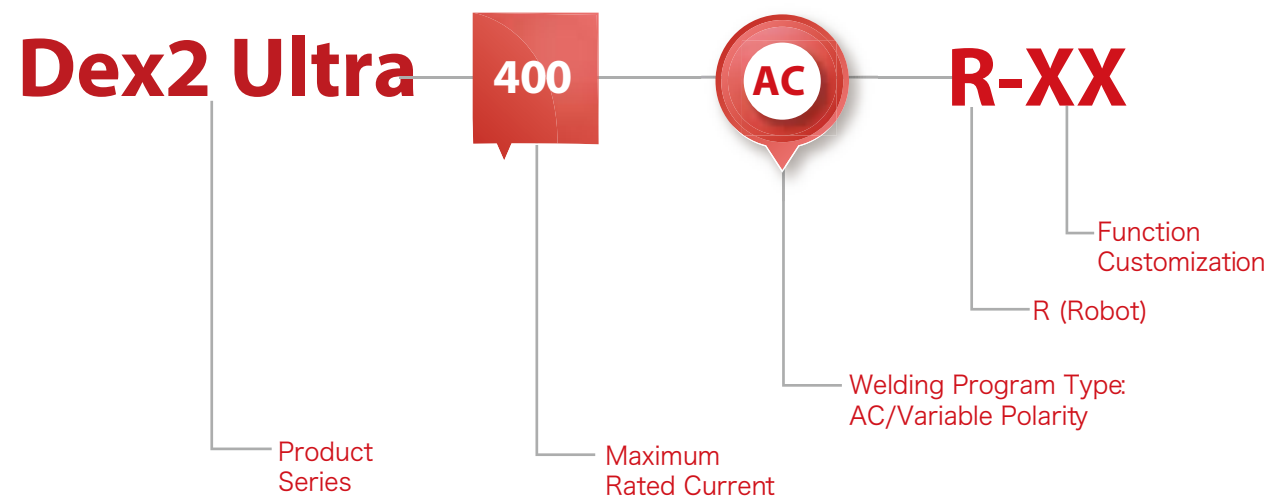 Dex2 Ultra 400 AC R-XX
Function
Customization
R (Robot)
Welding Program Type:
AC/Variable Polarity
Product
Series
Maximum
Rated Current